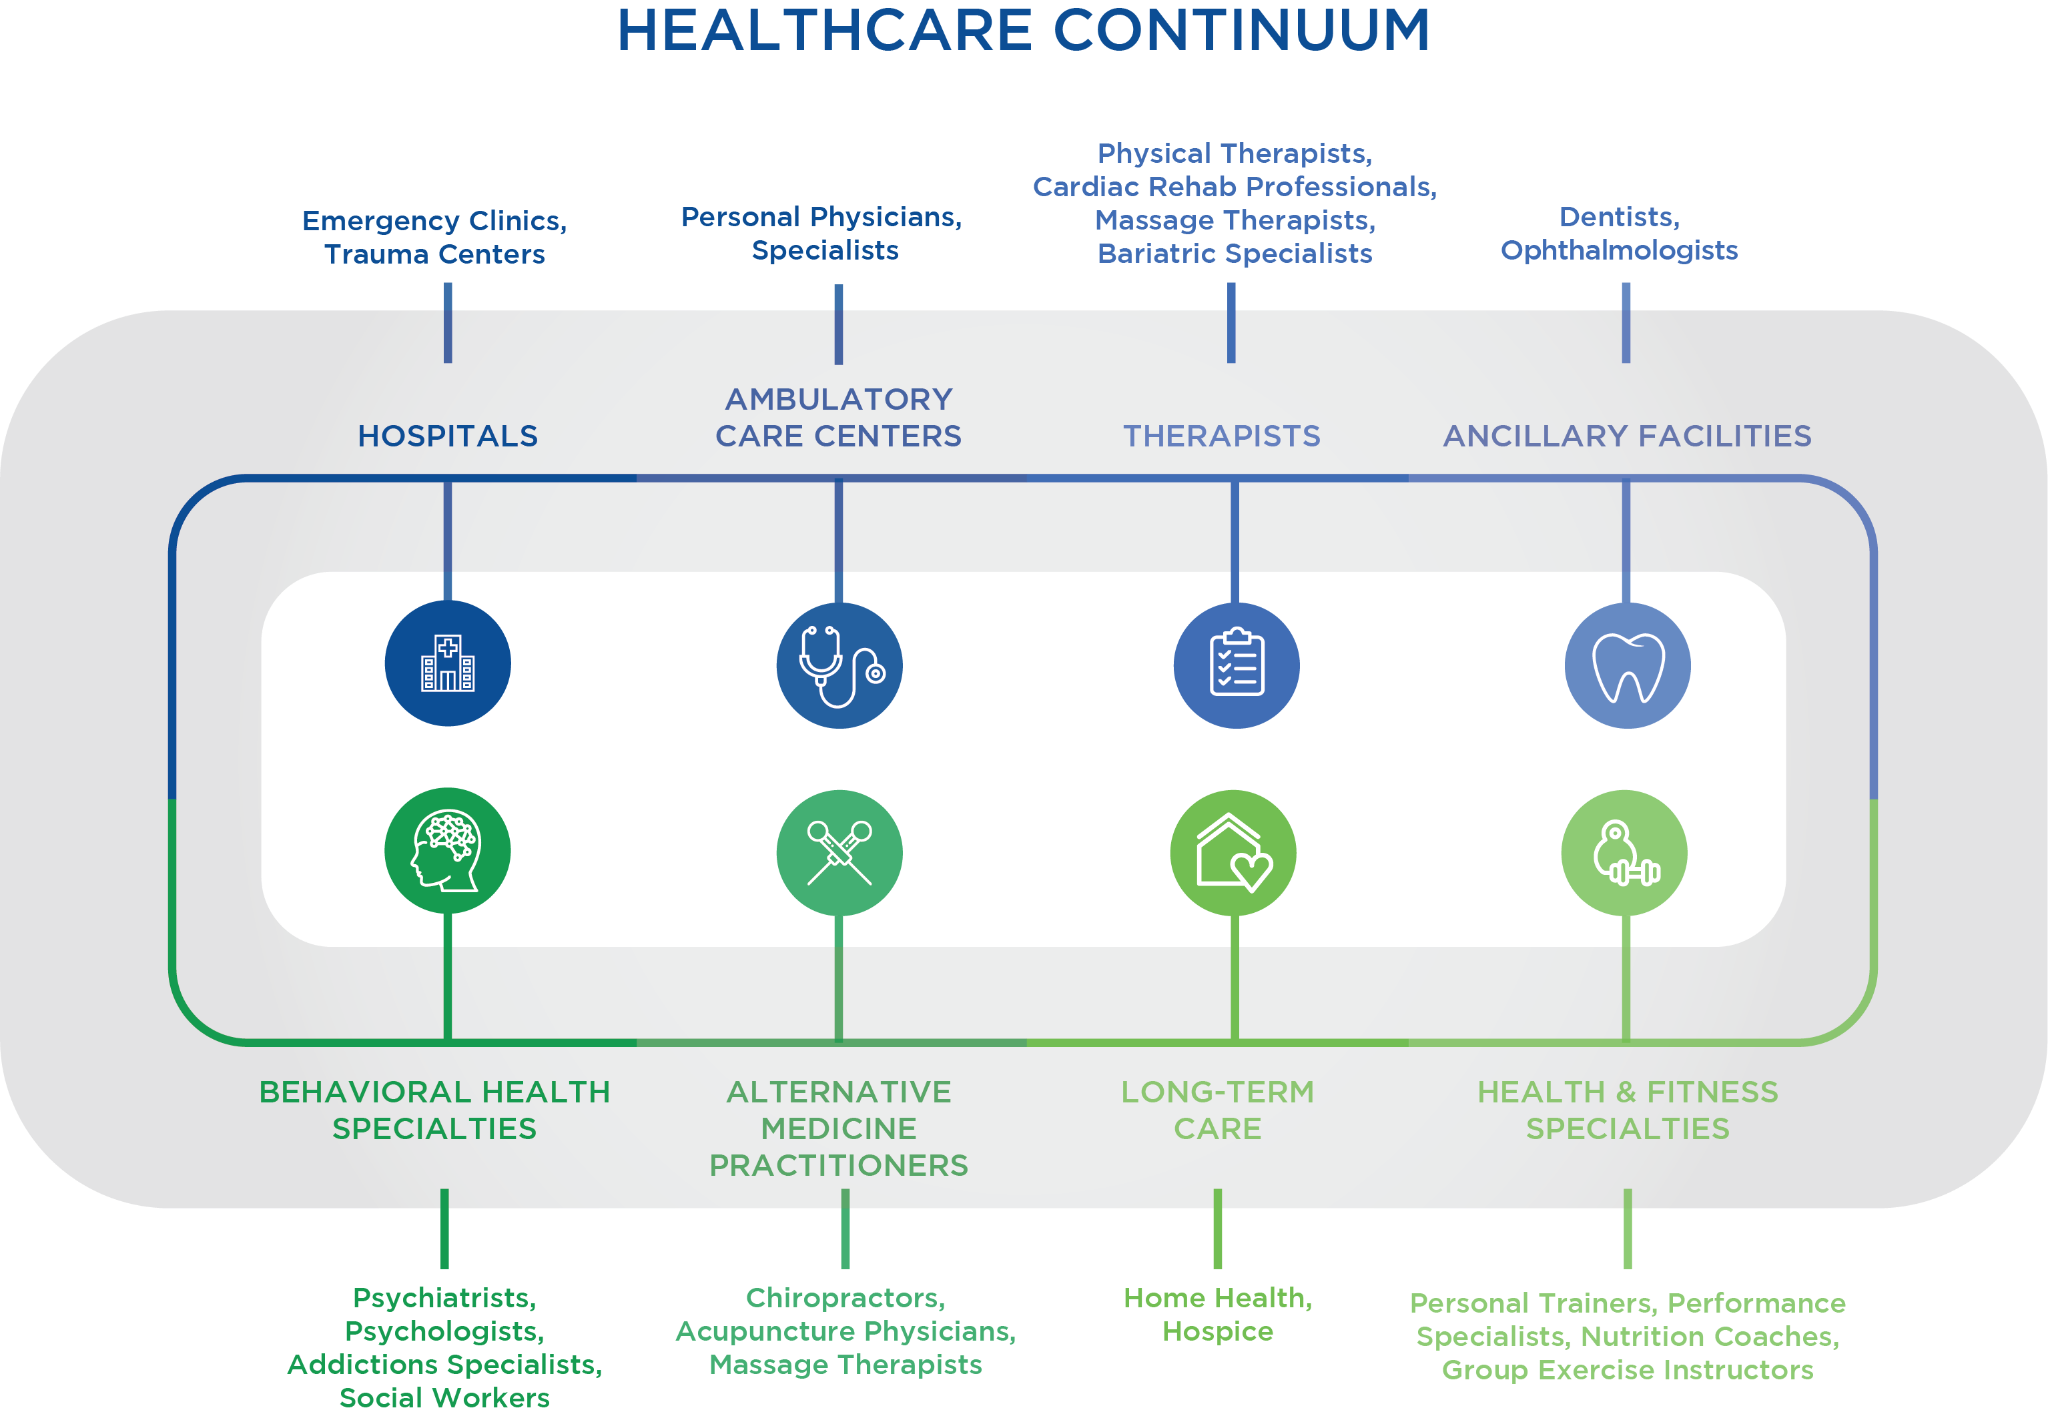 HEALTHCARE CONTINUUM
Emergency Clinics,
Trauma Centers
Personal Physicians,
Specialists
Physical Therapists,
Cardiac Rehab Professionals,
Massage Therapists,
Bariatric Specialists
Dentists,
Ophthalmologists
HOSPITALS
AMBULATORY
CARE CENTERS
THERAPISTS
ANCILLARY FACILITIES
BEHAVIORAL HEALTH
SPECIALTIES
ALTERNATIVE
MEDICINE
PRACTITIONERS
LONG-TERM
CARE
HEALTH & FITNESS
SPECIALTIES
Psychiatrists,
Psychologists,
Addictions Specialists,
Social Workers
Chiropractors,
Acupuncture Physicians,
Massage Therapists
Home Health,
Hospice
Personal Trainers, Performance
Specialists, Nutrition Coaches,
Group Exercise Instructors